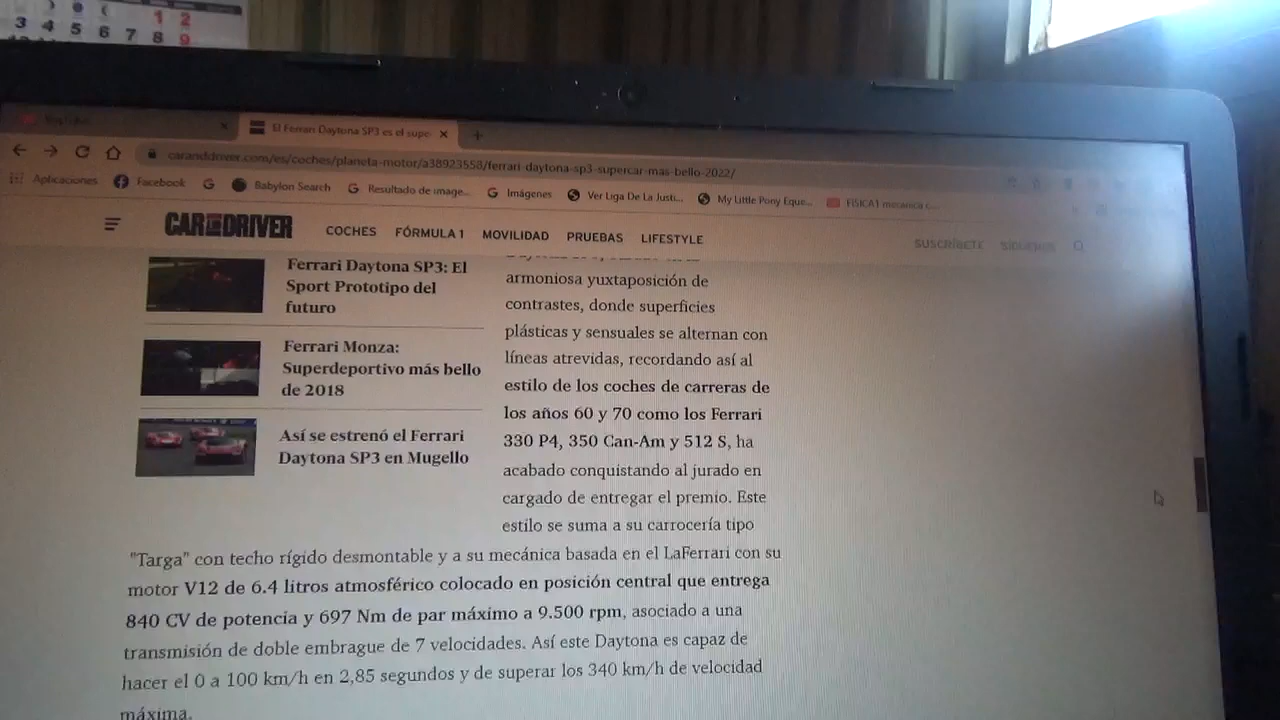 1 2
3 4 5 6 7 8 9
El Ferrari Daytona SP3 es el supe
caranddriver.com/es/coches/planeta-motor/a38923558/ferrari-daytona-sp3-supercar-mas-bello-2022/
Aplicaciones Facebook Babylon Search Resultado de image... Imágenes Ver Liga De La Justi... My Little Pony Eque... FISICA1 mecanica c...
CAR AND DRIVER COCHES FÓRMULA 1 MOVILIDAD PRUEBAS LIFESTYLE SUSCRÍBETE SÍGUENOS
Ferrari Daytona SP3: El
Sport Prototipo del
futuro
Ferrari Monza:
Superdeportivo más bello
de 2018
Así se estrenó el Ferrari
Daytona SP3 en Mugello
armoniosa yuxtaposición de
contrastes, donde superficies
plásticas y sensuales se alternan con
líneas atrevidas, recordando así al
estilo de los coches de carreras de
los años 60 y 70 como los Ferrari
330 P4, 350 Can-Am y 512 S, ha
acabado conquistando al jurado en
cargado de entregar el premio. Este
estilo se suma a su carrocería tipo
"Targa" con techo rígido desmontable y a su mecánica basada en el LaFerrari con su
motor V12 de 6.4 litros atmosférico colocado en posición central que entrega
840 CV de potencia y 697 Nm de par máximo a 9.500 rpm, asociado a una
transmisión de doble embrague de 7 velocidades. Así este Daytona es capaz de
hacer el 0 a 100 km/h en 2,85 segundos y de superar los 340 km/h de velocidad
máxima.